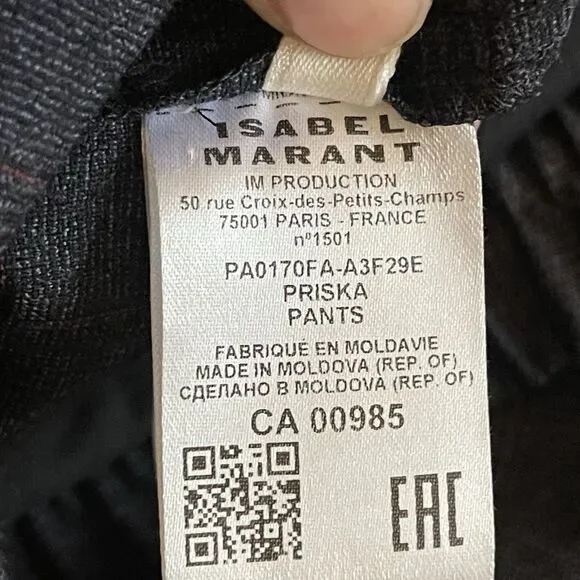 ISABEL
MARANT
IM PRODUCTION
50 rue Croix-des-Petits-Champs
75001 PARIS - FRANCE
n°1501
PA0170FA-A3F29E
PRISKA
PANTS
FABRIQUÉ EN MOLDAVIE
MADE IN MOLDOVA (REP. OF)
СДЕЛАНО В MOLDOVA (REP. OF)
CA 00985
EAC